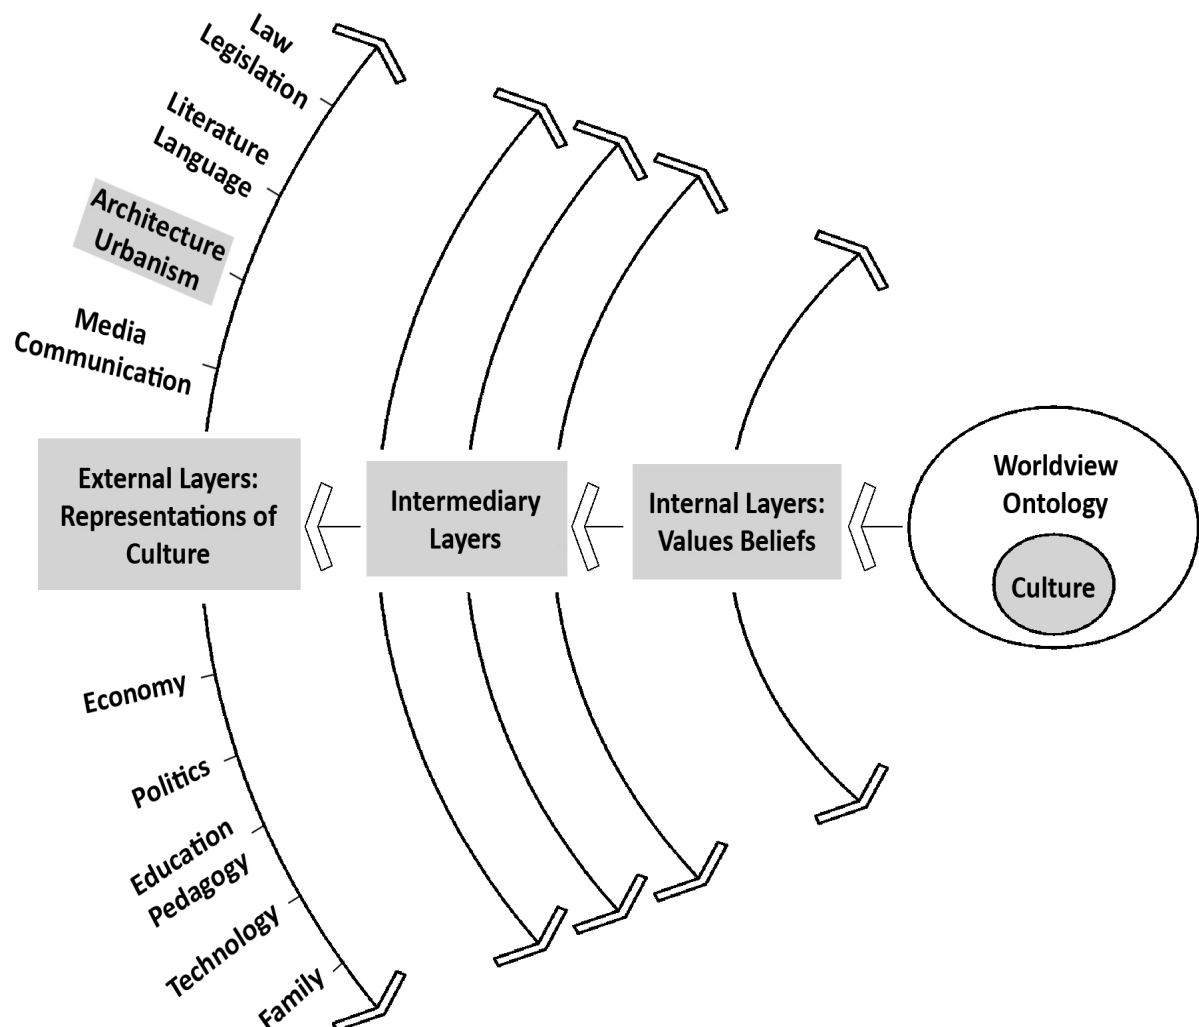 Law
Legislation
Literature
Language
Architecture
Urbanism
Media
Communication
External Layers:
Representations of
Culture
Intermediary
Layers
Internal Layers:
Values Beliefs
Worldview
Ontology
Culture
Economy
Politics
Education
Pedagogy
Technology
Family